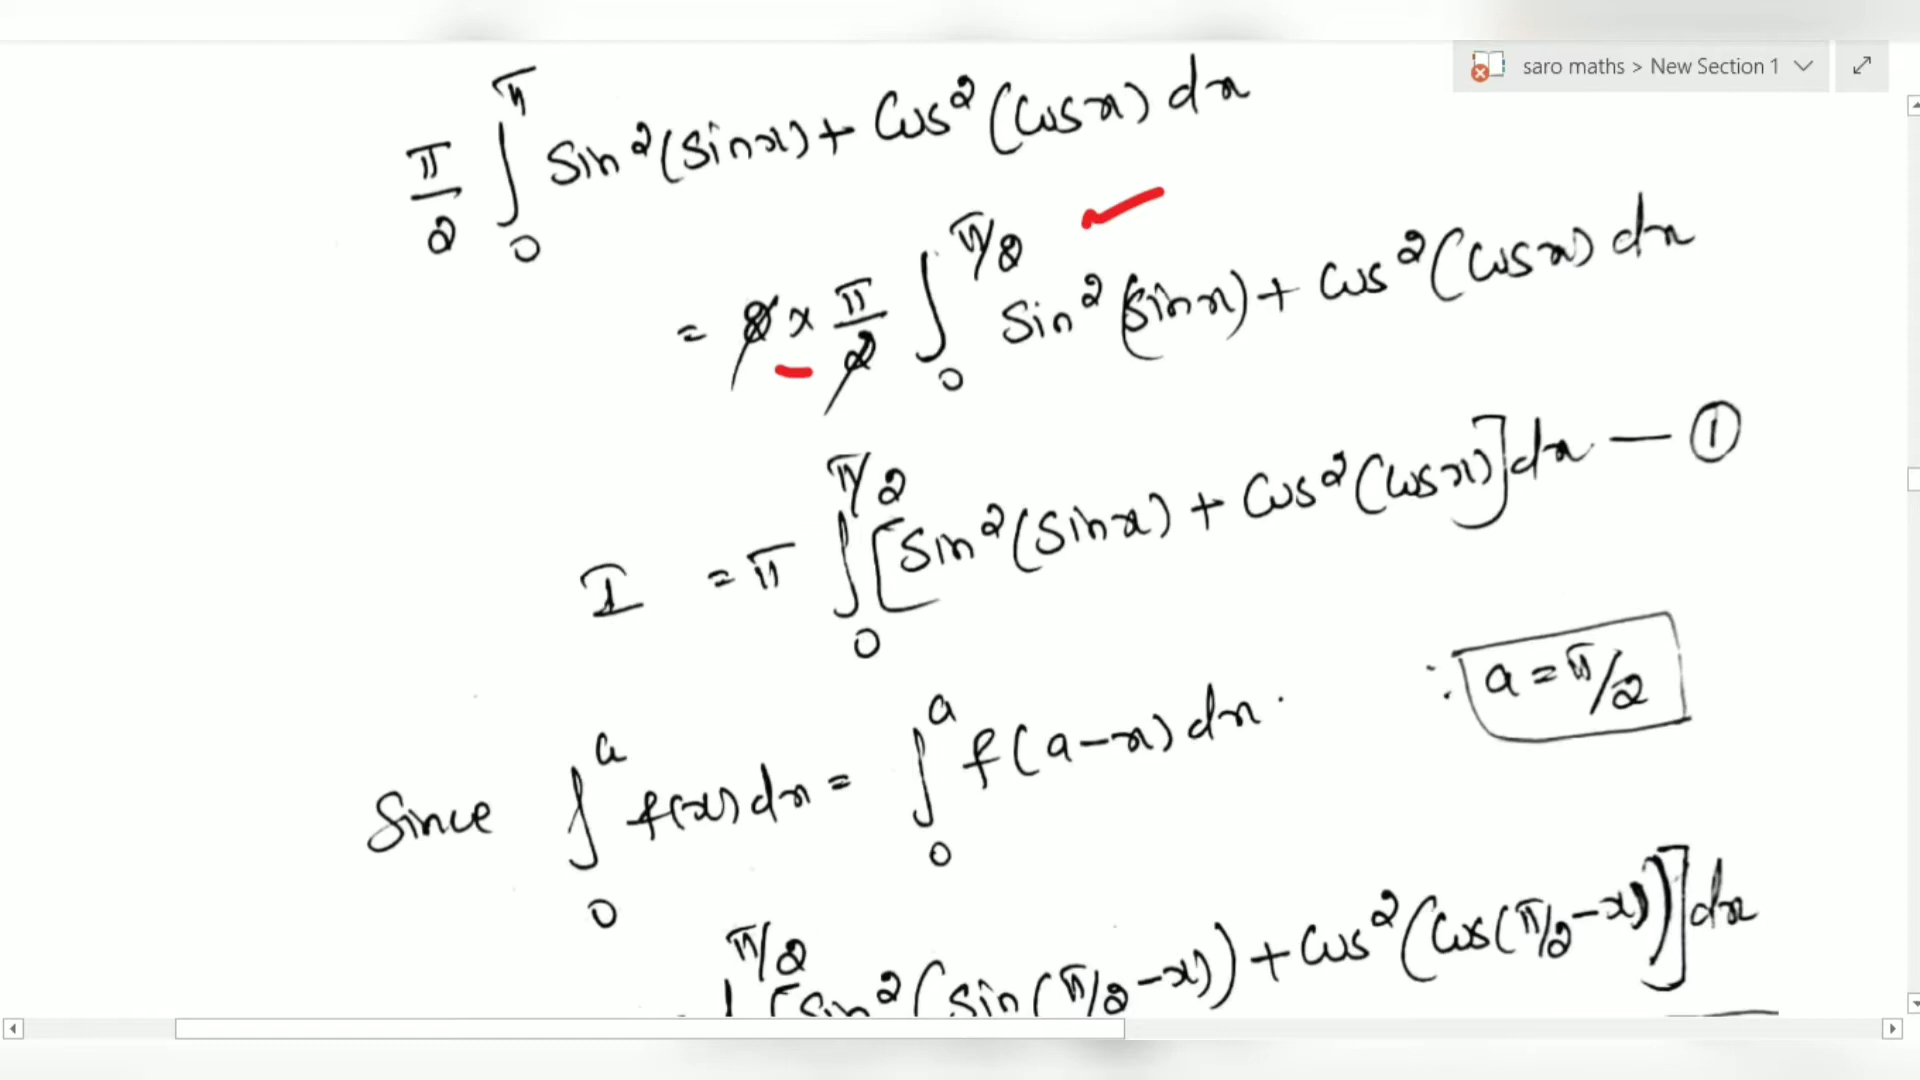 saro maths > New Section 1
π/2 ∫₀^π Sin²(Sinx) + Cos²(Cosx) dx
= 2 × π/2 ∫₀^π/2 Sin²(Sinx) + Cos²(Cosx) dx
I = π ∫₀^π/2 [Sin²(Sinx) + Cos²(Cosx)] dx — ①
Since ∫₀^a f(x) dx = ∫₀^a f(a-x) dx. ∵ a = π/2
π/2 [Sin²(Sin(π/2-x)) + Cos²(Cos(π/2-x))] dx